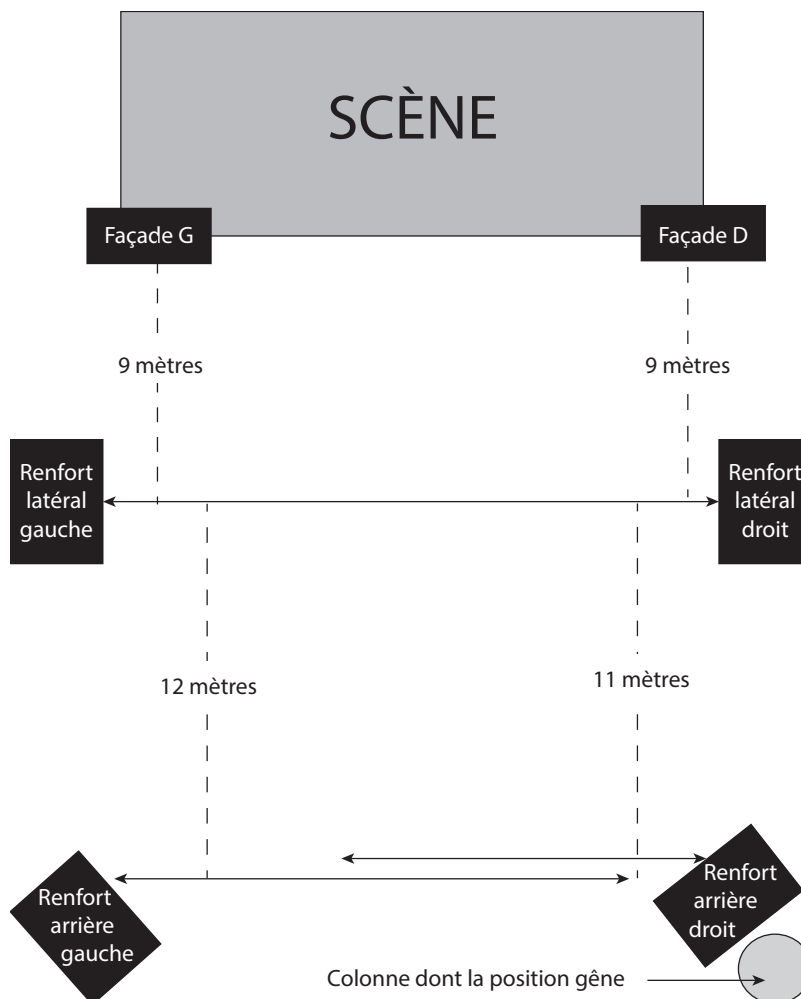 SCÈNE
Façade G
Façade D
9 mètres
9 mètres
Renfort
latéral
gauche
Renfort
latéral
droit
12 mètres
11 mètres
Renfort
arrière
gauche
Renfort
arrière
droit
Colonne dont la position gêne